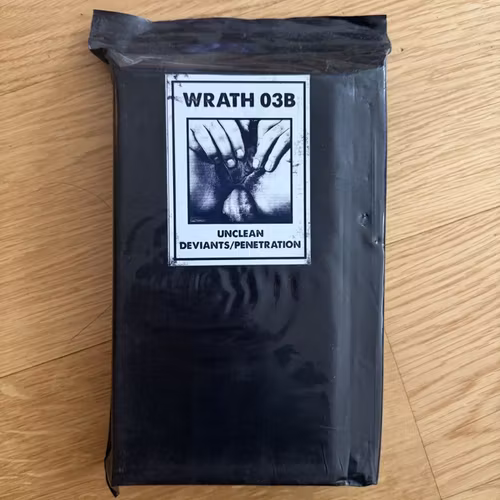 WRATH 03B
UNCLEAN
DEVIANTS/PENETRATION